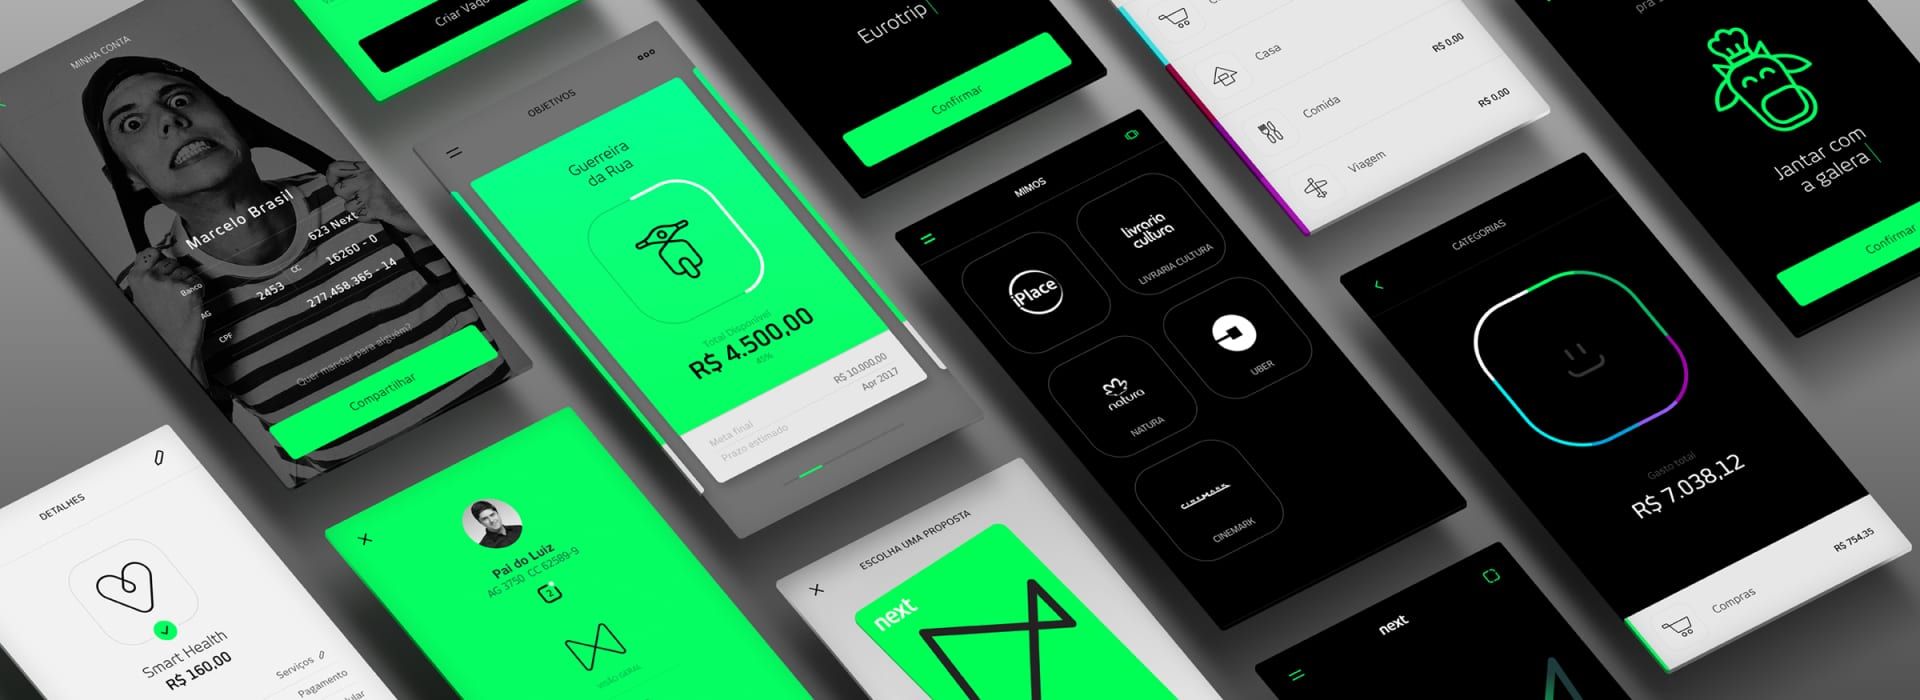 MINHA CONTA
Marcelo Brasil
Banco
623 Next
AG
2453
CC
16250 - 0
CPF
277.458.365 - 14
Quer mandar para alguém?
Compartilhar
DETALHES
Smart Health
R$ 160,00
Serviços
Pagamento
Criar
OBJETIVOS
Guerreira
da Rua
Total Disponível
R$ 4.500,00
45%
Meta final
R$ 10.000,00
Prazo estimado
Apr 2017
Pai do Luiz
AG 3750 CC 62589-9
2
VISÃO GERAL
Eurotrip
Confirmar
ESCOLHA UMA PROPOSTA
next
MIMOS
iPlace
livraria
cultura
LIVRARIA CULTURA
natura
NATURA
UBER
CINEMARK
CINEMARK
Casa
R$ 0,00
Comida
R$ 0,00
Viagem
next
CATEGORIAS
Gasto total
R$ 7.038,12
R$ 754,35
Compras
pra
Jantar com
a galera
Confirmar